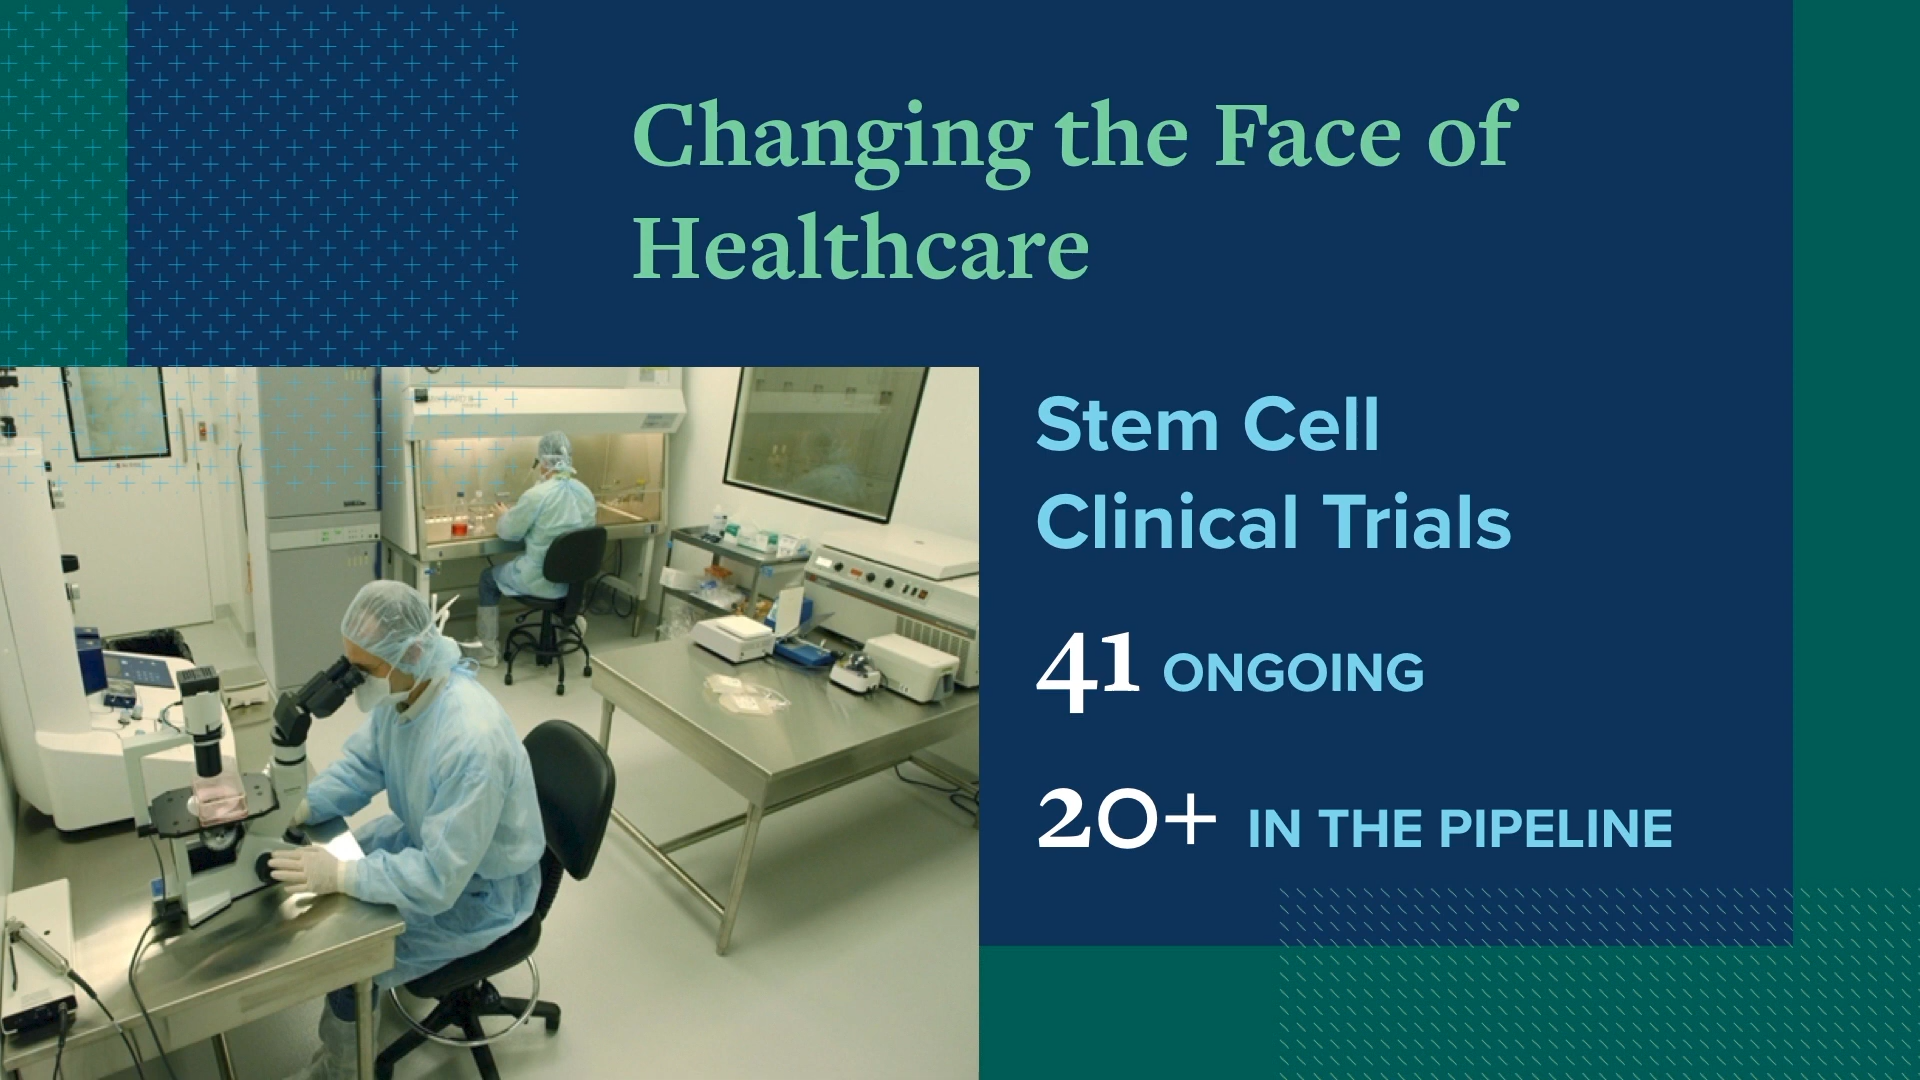 Changing the Face of
Healthcare
Stem Cell
Clinical Trials
41 ONGOING
20+ IN THE PIPELINE